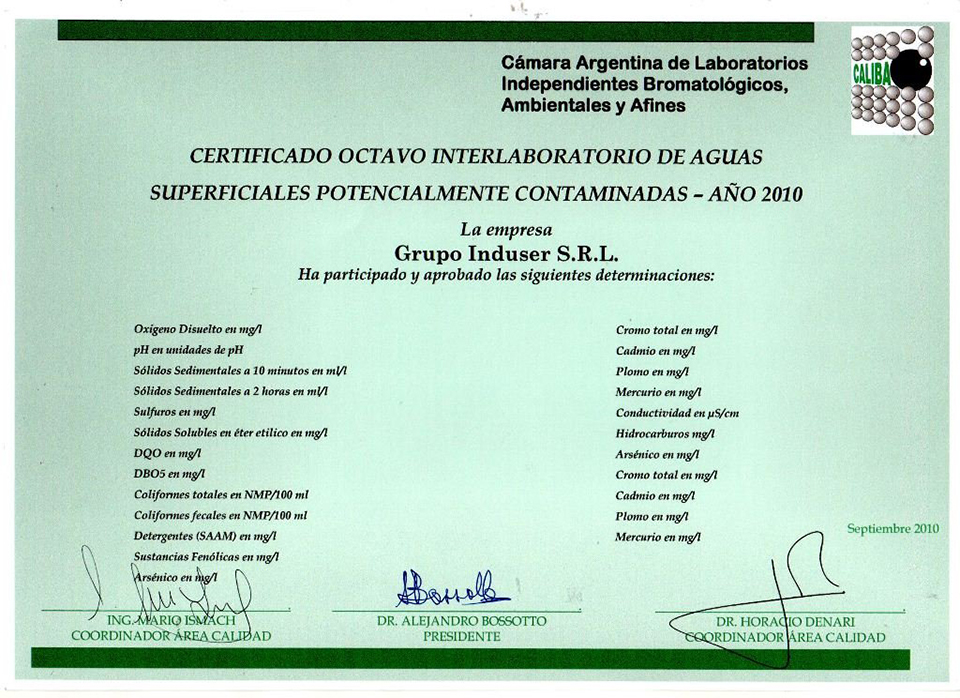 Cámara Argentina de Laboratorios
Independientes Bromatológicos,
Ambientales y Afines
CALIBA
CERTIFICADO OCTAVO INTERLABORATORIO DE AGUAS
SUPERFICIALES POTENCIALMENTE CONTAMINADAS – AÑO 2010
La empresa
Grupo Induser S.R.L.
Ha participado y aprobado las siguientes determinaciones:
Oxígeno Disuelto en mg/l
pH en unidades de pH
Sólidos Sedimentales a 10 minutos en ml/l
Sólidos Sedimentales a 2 horas en ml/l
Sulfuros en mg/l
Sólidos Solubles en éter etílico en mg/l
DQO en mg/l
DBO5 en mg/l
Coliformes totales en NMP/100 ml
Coliformes fecales en NMP/100 ml
Detergentes (SAAM) en mg/l
Sustancias Fenólicas en mg/l
Arsénico en mg/l
Cromo total en mg/l
Cadmio en mg/l
Plomo en mg/l
Mercurio en mg/l
Conductividad en µS/cm
Hidrocarburos mg/l
Arsénico en mg/l
Cromo total en mg/l
Cadmio en mg/l
Plomo en mg/l
Mercurio en mg/l
Septiembre 2010
ABossotto
ING. MARIO ISMACH
COORDINADOR ÁREA CALIDAD
DR. ALEJANDRO BOSSOTTO
PRESIDENTE
DR. HORACIO DENARI
COORDINADOR ÁREA CALIDAD